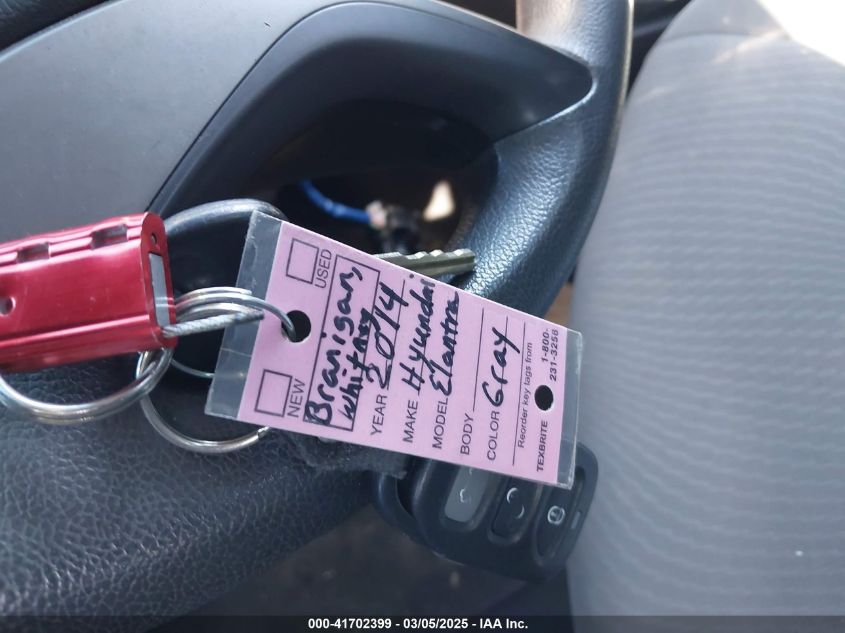 USED
NEW
Branigan,
Whitney
YEAR 2014
MAKE Hyundai
MODEL Elantra
BODY
COLOR Gray
Reorder key tags from
TEXBRITE 1-800-
231-3258
000-41702399 - 03/05/2025 - IAA Inc.